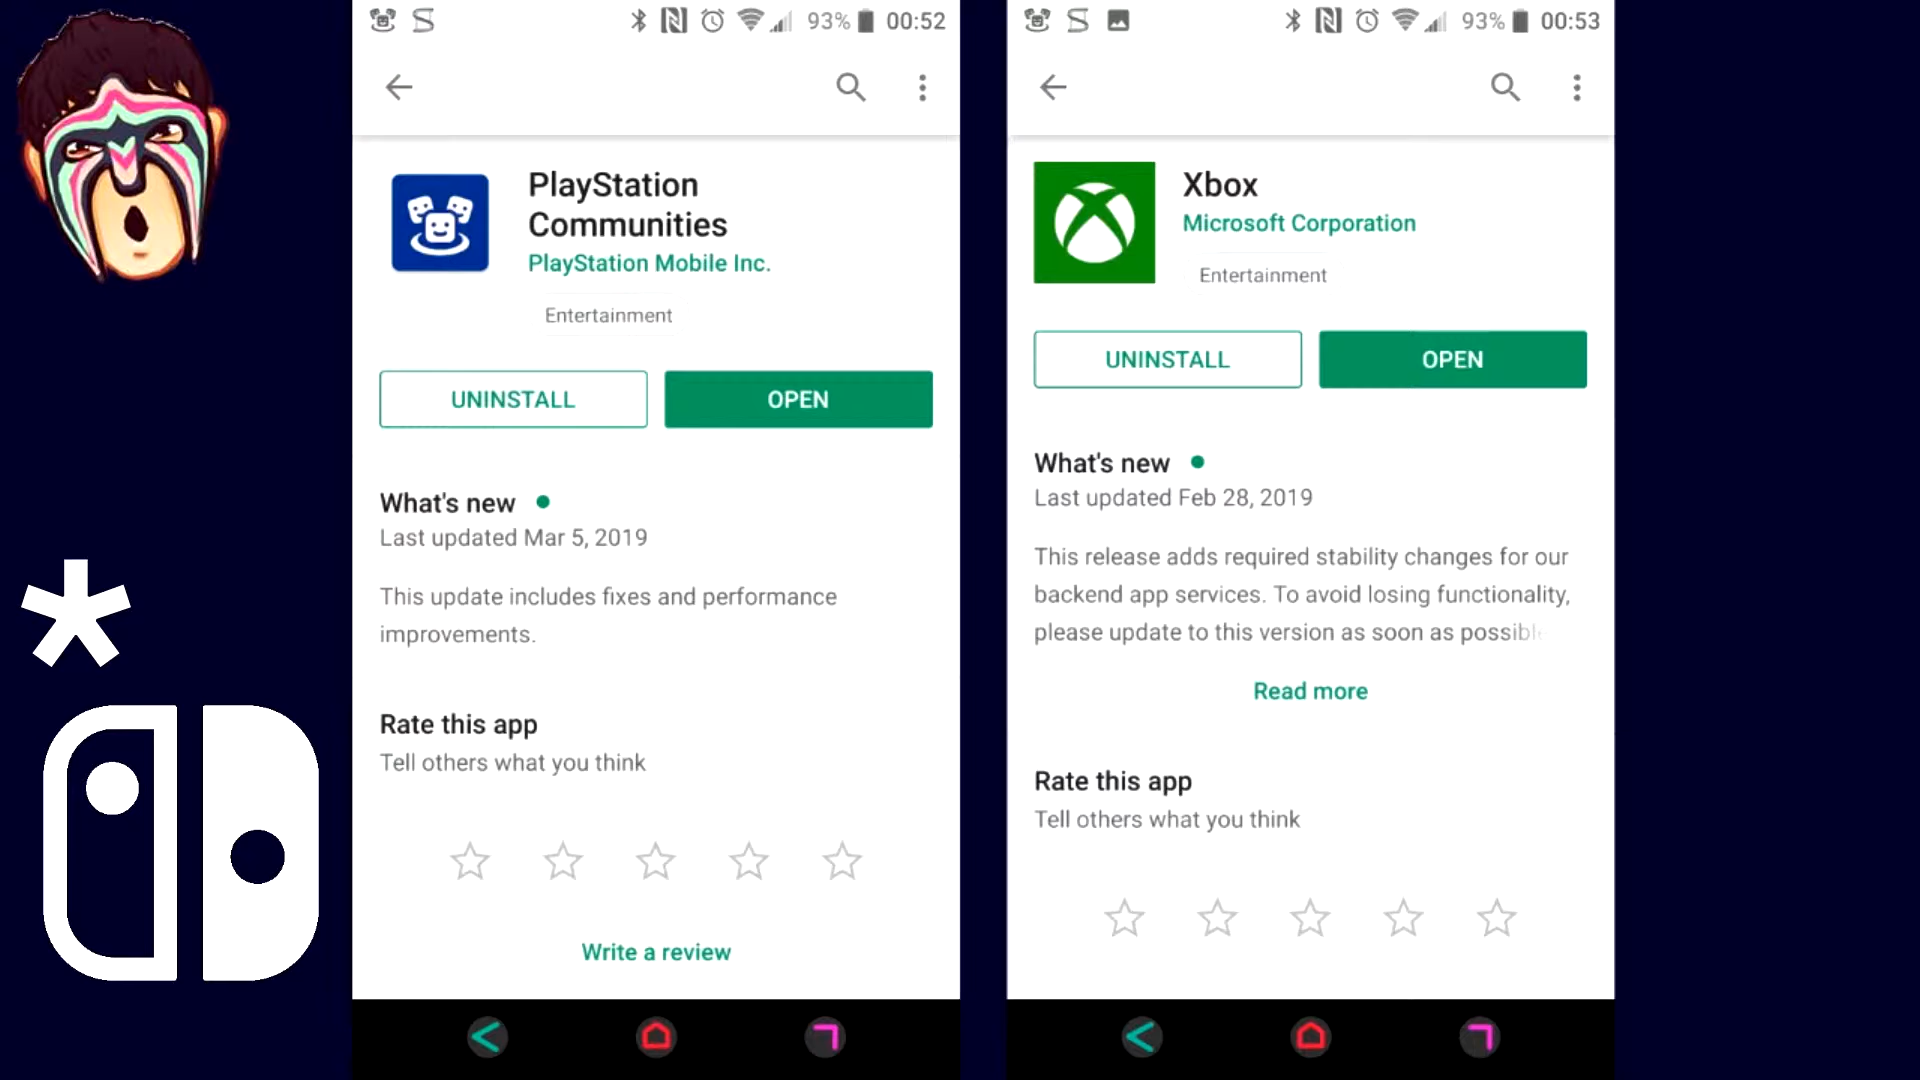 93% 00:52
PlayStation
Communities
PlayStation Mobile Inc.
Entertainment
UNINSTALL
OPEN
What's new
Last updated Mar 5, 2019
This update includes fixes and performance
improvements.
Rate this app
Tell others what you think
Write a review
93% 00:53
Xbox
Microsoft Corporation
Entertainment
UNINSTALL
OPEN
What's new
Last updated Feb 28, 2019
This release adds required stability changes for our
backend app services. To avoid losing functionality,
please update to this version as soon as possibl
Read more
Rate this app
Tell others what you think
*